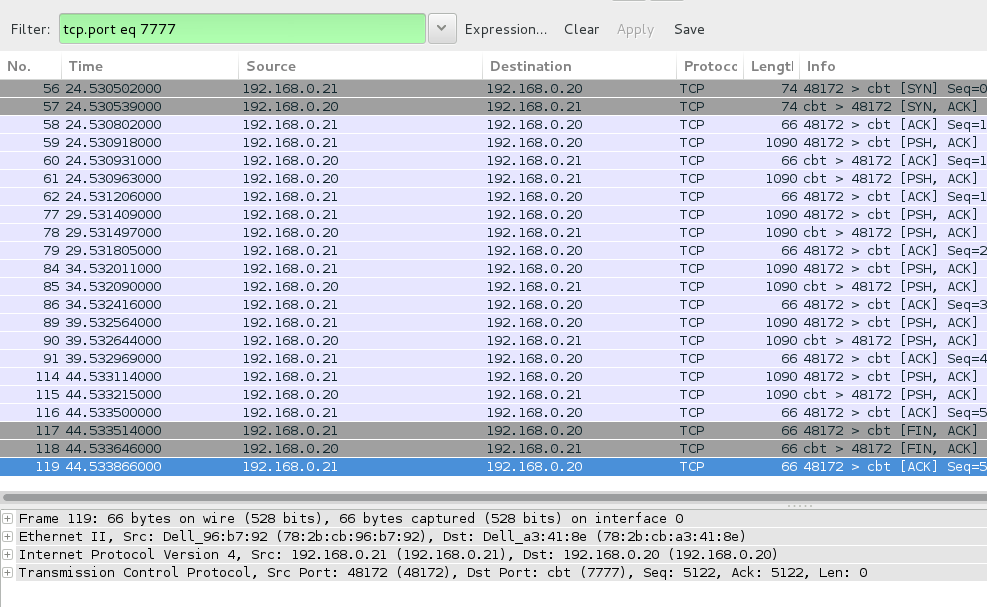 Filter: tcp.port eq 7777 Expression... Clear Apply Save
No. Time Source Destination Protocc Lengtl Info
56 24.530502000 192.168.0.21 192.168.0.20 TCP 74 48172 > cbt [SYN] Seq=0
57 24.530539000 192.168.0.20 192.168.0.21 TCP 74 cbt > 48172 [SYN, ACK]
58 24.530802000 192.168.0.21 192.168.0.20 TCP 66 48172 > cbt [ACK] Seq=1
59 24.530918000 192.168.0.21 192.168.0.20 TCP 1090 48172 > cbt [PSH, ACK]
60 24.530931000 192.168.0.20 192.168.0.21 TCP 66 cbt > 48172 [ACK] Seq=1
61 24.530963000 192.168.0.20 192.168.0.21 TCP 1090 cbt > 48172 [PSH, ACK]
62 24.531206000 192.168.0.21 192.168.0.20 TCP 66 48172 > cbt [ACK] Seq=1
77 29.531409000 192.168.0.21 192.168.0.20 TCP 1090 48172 > cbt [PSH, ACK]
78 29.531497000 192.168.0.20 192.168.0.21 TCP 1090 cbt > 48172 [PSH, ACK]
79 29.531805000 192.168.0.21 192.168.0.20 TCP 66 48172 > cbt [ACK] Seq=2
84 34.532011000 192.168.0.21 192.168.0.20 TCP 1090 48172 > cbt [PSH, ACK]
85 34.532090000 192.168.0.20 192.168.0.21 TCP 1090 cbt > 48172 [PSH, ACK]
86 34.532416000 192.168.0.21 192.168.0.20 TCP 66 48172 > cbt [ACK] Seq=3
89 39.532564000 192.168.0.21 192.168.0.20 TCP 1090 48172 > cbt [PSH, ACK]
90 39.532644000 192.168.0.20 192.168.0.21 TCP 1090 cbt > 48172 [PSH, ACK]
91 39.532969000 192.168.0.21 192.168.0.20 TCP 66 48172 > cbt [ACK] Seq=4
114 44.533114000 192.168.0.21 192.168.0.20 TCP 1090 48172 > cbt [PSH, ACK]
115 44.533215000 192.168.0.20 192.168.0.21 TCP 1090 cbt > 48172 [PSH, ACK]
116 44.533500000 192.168.0.21 192.168.0.20 TCP 66 48172 > cbt [ACK] Seq=5
117 44.533514000 192.168.0.21 192.168.0.20 TCP 66 48172 > cbt [FIN, ACK]
118 44.533646000 192.168.0.20 192.168.0.21 TCP 66 cbt > 48172 [FIN, ACK]
119 44.533866000 192.168.0.21 192.168.0.20 TCP 66 48172 > cbt [ACK] Seq=5
Frame 119: 66 bytes on wire (528 bits), 66 bytes captured (528 bits) on interface 0
Ethernet II, Src: Dell_96:b7:92 (78:2b:cb:96:b7:92), Dst: Dell_a3:41:8e (78:2b:cb:a3:41:8e)
Internet Protocol Version 4, Src: 192.168.0.21 (192.168.0.21), Dst: 192.168.0.20 (192.168.0.20)
Transmission Control Protocol, Src Port: 48172 (48172), Dst Port: cbt (7777), Seq: 5122, Ack: 5122, Len: 0